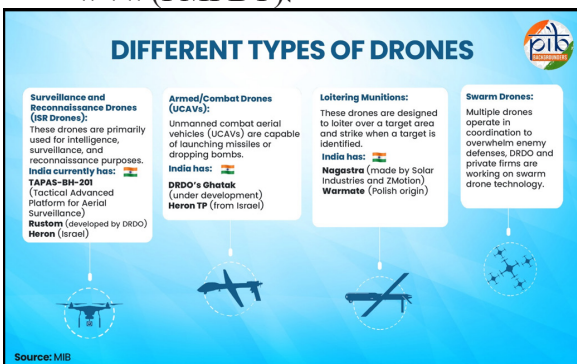 DIFFERENT TYPES OF DRONES
pib
BACKGROUNDERS
Surveillance and
Reconnaissance Drones
(ISR Drones):
These drones are primarily
used for intelligence,
surveillance, and
reconnaissance purposes.
India currently has:
TAPAS-BH-201
(Tactical Advanced
Platform for Aerial
Surveillance)
Rustom (developed by DRDO)
Heron (Israel)
Armed/Combat Drones
(UCAVs):
Unmanned combat aerial
vehicles (UCAVs) are capable
of launching missiles or
dropping bombs.
India has:
DRDO's Ghatak
(under development)
Heron TP (from Israel)
Loitering Munitions:
These drones are designed
to loiter over a target area
and strike when a target is
identified.
India has:
Nagastra (made by Solar
Industries and ZMotion)
Warmate (Polish origin)
Swarm Drones:
Multiple drones
operate in
coordination to
overwhelm enemy
defenses, DRDO and
private firms are
working on swarm
drone technology.
Source: MIB